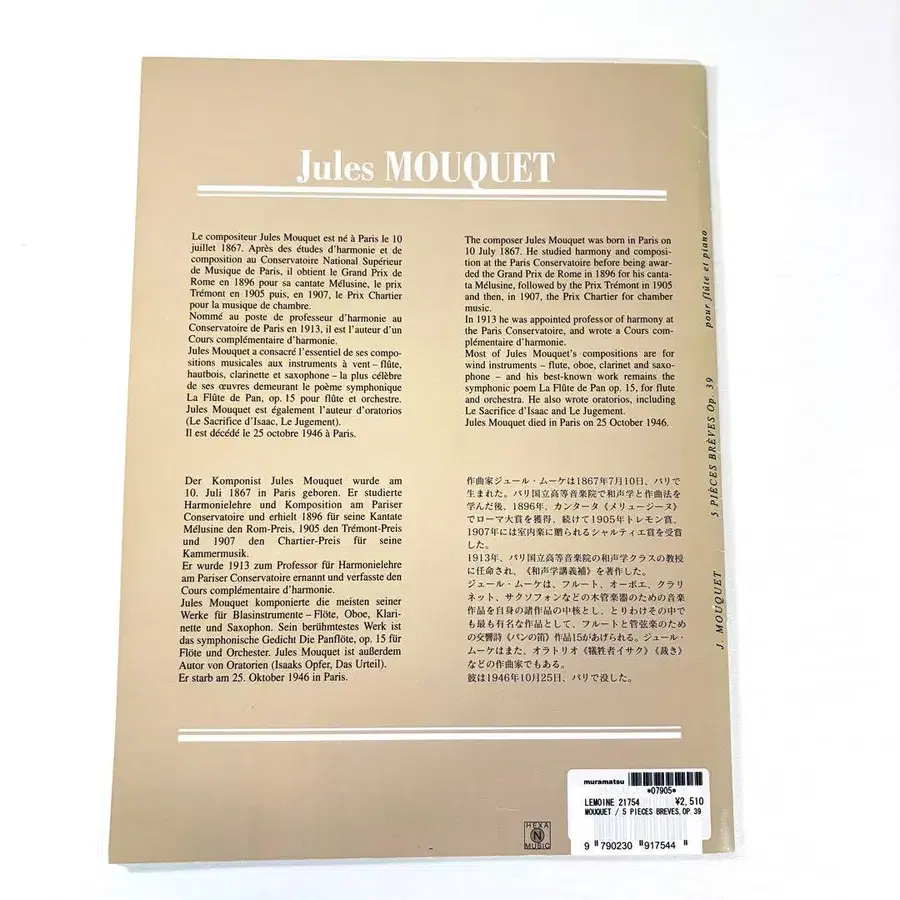 Jules MOUQUET
Le compositeur Jules Mouquet est né à Paris le 10
juillet 1867. Après des études d'harmonie et de
composition au Conservatoire National Supérieur
de Musique de Paris, il obtient le Grand Prix de
Rome en 1896 pour sa cantate Mélusine, le prix
Trémont en 1905 puis, en 1907, le Prix Chartier
pour la musique de chambre.
Nommé au poste de professeur d'harmonie au
Conservatoire de Paris en 1913, il est l'auteur d'un
Cours complémentaire d'harmonie.
Jules Mouquet a consacré l'essentiel de ses compo-
sitions musicales aux instruments à vent – flûte,
hautbois, clarinette et saxophone – la plus célèbre
de ses œuvres demeurant le poème symphonique
La Flûte de Pan, op. 15 pour flûte et orchestre.
Jules Mouquet est également l'auteur d'oratorios
(Le Sacrifice d'Isaac, Le Jugement).
Il est décédé le 25 octobre 1946 à Paris.
The composer Jules Mouquet was born in Paris on
10 July 1867. He studied harmony and composi-
tion at the Paris Conservatoire before being awar-
ded the Grand Prix de Rome in 1896 for his canta-
ta Mélusine, followed by the Prix Trémont in 1905
and then, in 1907, the Prix Chartier for chamber
music.
In 1913 he was appointed professor of harmony at
the Paris Conservatoire, and wrote a Cours com-
plémentaire d'harmonie.
Most of Jules Mouquet's compositions are for
wind instruments – flute, oboe, clarinet and saxo-
phone – and his best-known work remains the
symphonic poem La Flûte de Pan op. 15, for flute
and orchestra. He also wrote oratorios, including
Le Sacrifice d'Isaac and Le Jugement.
Jules Mouquet died in Paris on 25 October 1946.
Der Komponist Jules Mouquet wurde am
10. Juli 1867 in Paris geboren. Er studierte
Harmonielehre und Komposition am Pariser
Conservatoire und erhielt 1896 für seine Kantate
Mélusine den Rom-Preis, 1905 den Trémont-Preis
und 1907 den Chartier-Preis für seine
Kammermusik.
Er wurde 1913 zum Professor für Harmonielehre
am Pariser Conservatoire ernannt und verfasste den
Cours complémentaire d'harmonie.
Jules Mouquet komponierte die meisten seiner
Werke für Blasinstrumente – Flöte, Oboe, Klari-
nette und Saxophon. Sein berühmtestes Werk ist
das symphonische Gedicht Die Panflöte, op. 15 für
Flöte und Orchester. Jules Mouquet ist außerdem
Autor von Oratorien (Isaaks Opfer, Das Urteil).
Er starb am 25. Oktober 1946 in Paris.
作曲家ジュール・ムーケは1867年7月10日、パリで
生まれた。パリ国立高等音楽院で和声学と作曲法を
学んだ後、1896年、カンタータ《メリュージーヌ》
でローマ大賞を獲得、続けて1905年トレモン賞、
1907年には室内楽に贈られるシャルティエ賞を受賞
した。
1913年、パリ国立高等音楽院の和声学クラスの教授
に任命され、《和声学講義補》を著作した。
ジュール・ムーケは、フルート、オーボエ、クラリ
ネット、サクソフォンなどの木管楽器のための音楽
作品を自身の諸作品の中核とし、とりわけその中で
も最も有名な作品として、フルートと管弦楽のため
の交響詩《パンの笛》作品15があげられる。ジュール・
ムーケはまた、オラトリオ《犠牲者イサク》《裁き》
などの作曲家でもある。
彼は1946年10月25日、パリで没した。
J. MOUQUET 5 PIÈCES BRÈVES Op. 39 pour flûte et piano
HEXA
N
MUSIC
muramatsu
*07905*
LEMOINE 21754 ¥2,510
MOUQUET / 5 PIECES BREVES,OP.39
9 790230 917544